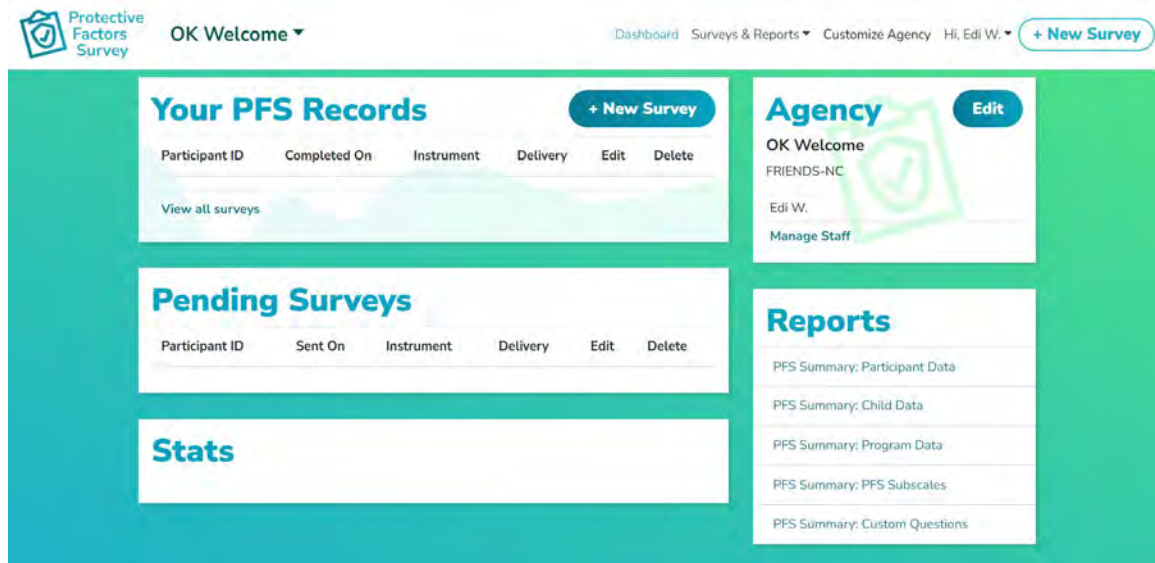 Protective
Factors
Survey
OK Welcome
Dashboard Surveys & Reports Customize Agency Hi, Edi W. + New Survey
Your PFS Records
+ New Survey
Participant ID Completed On Instrument Delivery Edit Delete
View all surveys
Pending Surveys
Participant ID Sent On Instrument Delivery Edit Delete
Stats
Agency
Edit
OK Welcome
FRIENDS-NC
Edi W.
Manage Staff
Reports
PFS Summary: Participant Data
PFS Summary: Child Data
PFS Summary: Program Data
PFS Summary: PFS Subscales
PFS Summary: Custom Questions